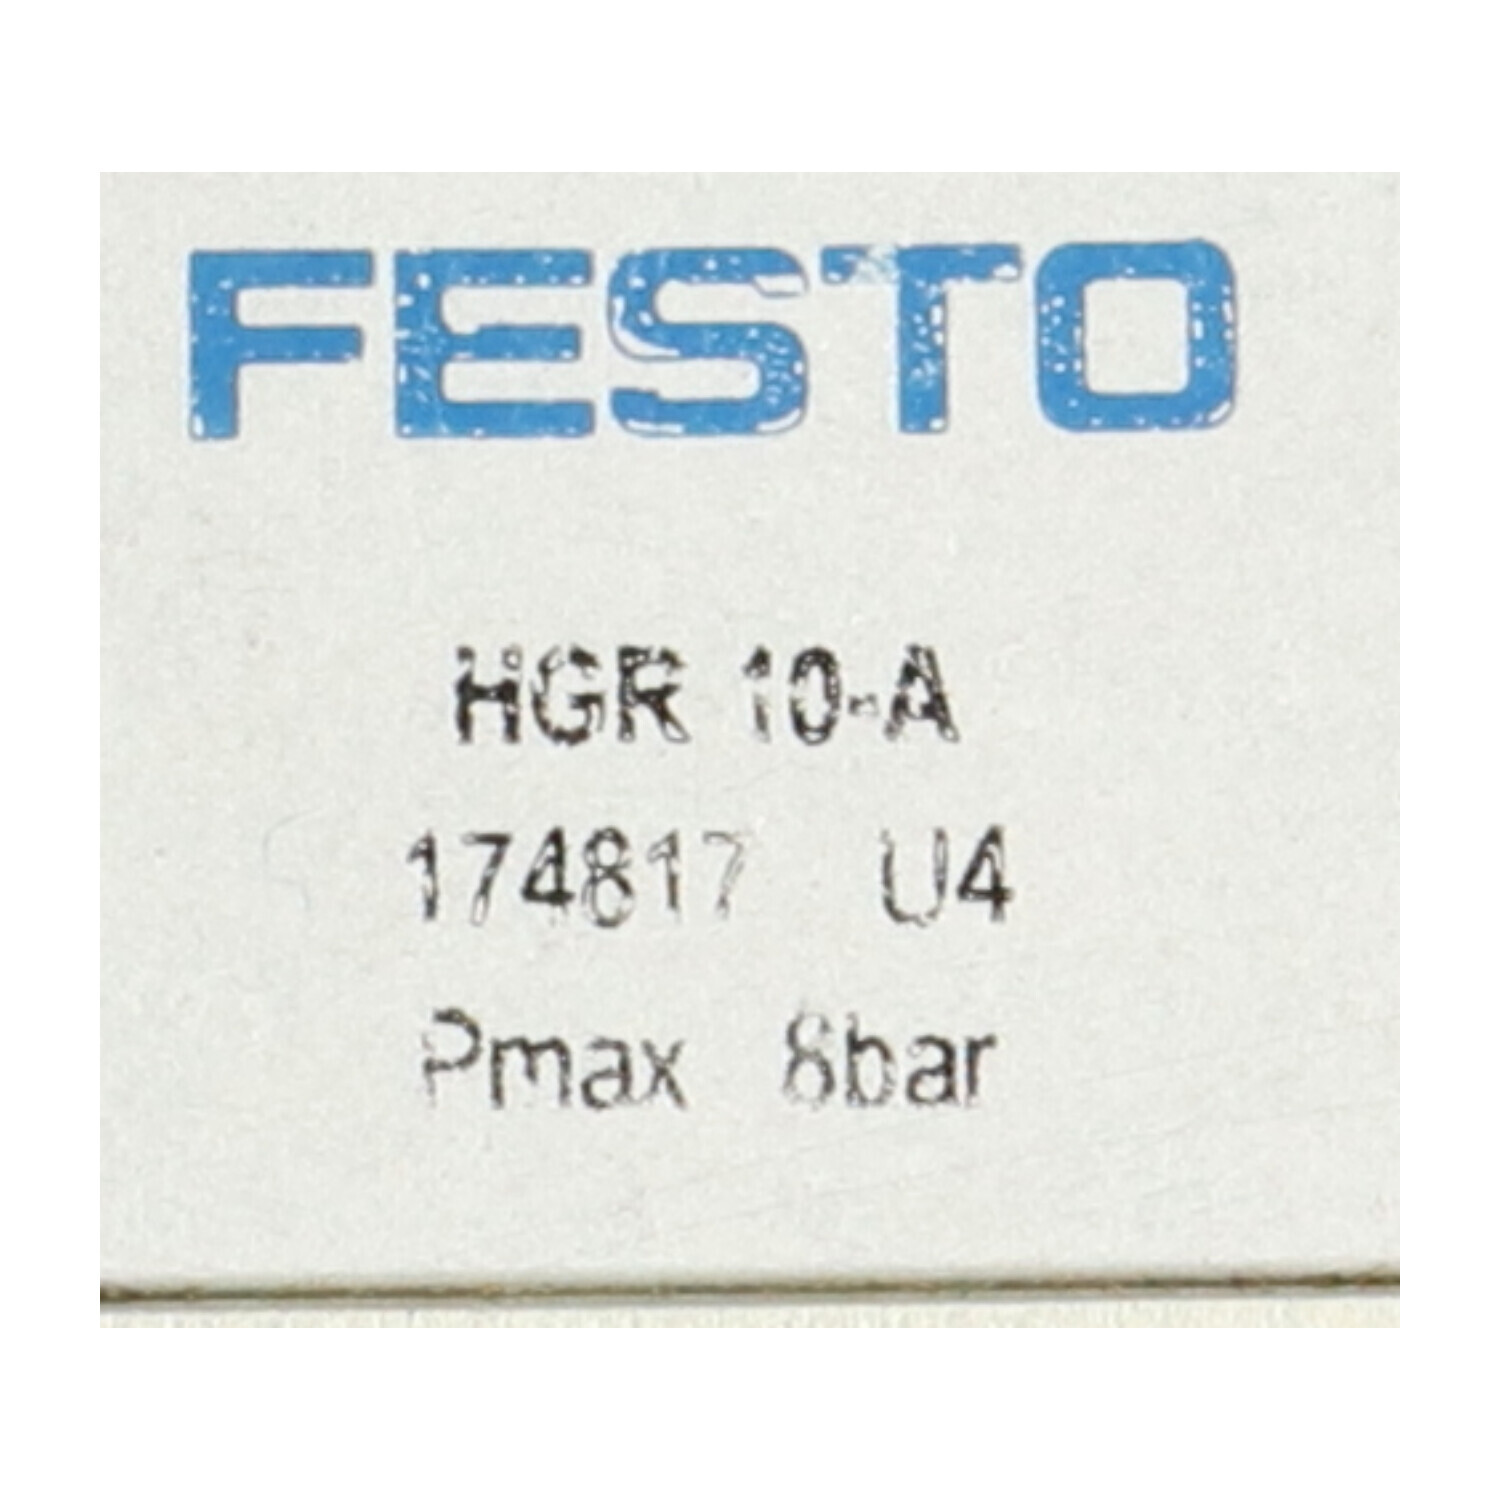 FESTO
HGR 10-A
174817 U4
Pmax 8bar